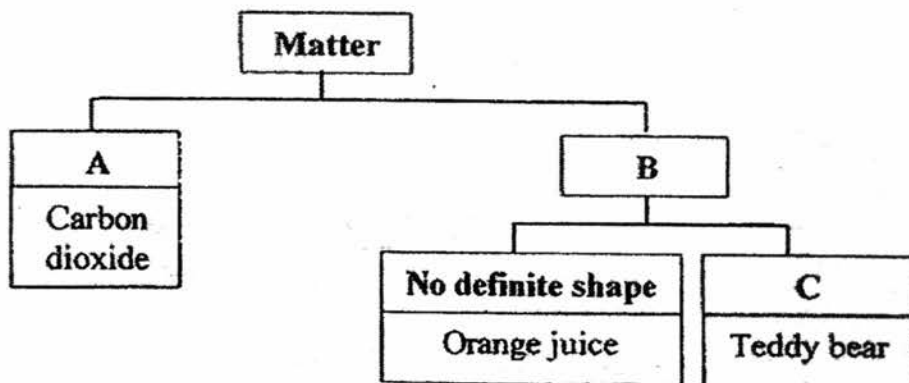 Matter
A
Carbon
dioxide
B
No definite shape
Orange juice
C
Teddy bear